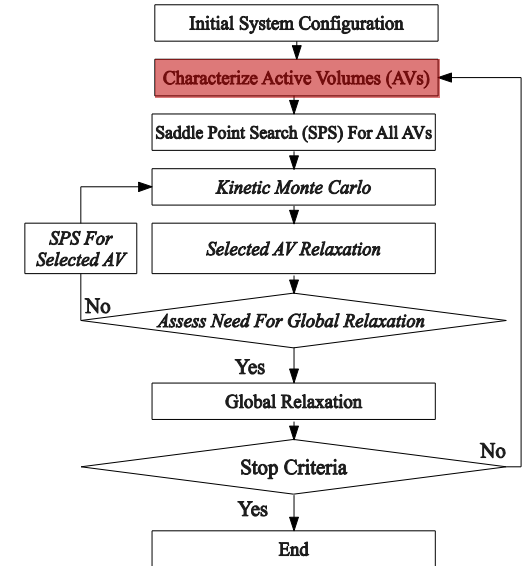 Initial System Configuration
Characterize Active Volumes (AVs)
Saddle Point Search (SPS) For All AVs
Kinetic Monte Carlo
SPS For
Selected AV
Selected AV Relaxation
No
Assess Need For Global Relaxation
Yes
Global Relaxation
No
Stop Criteria
Yes
End